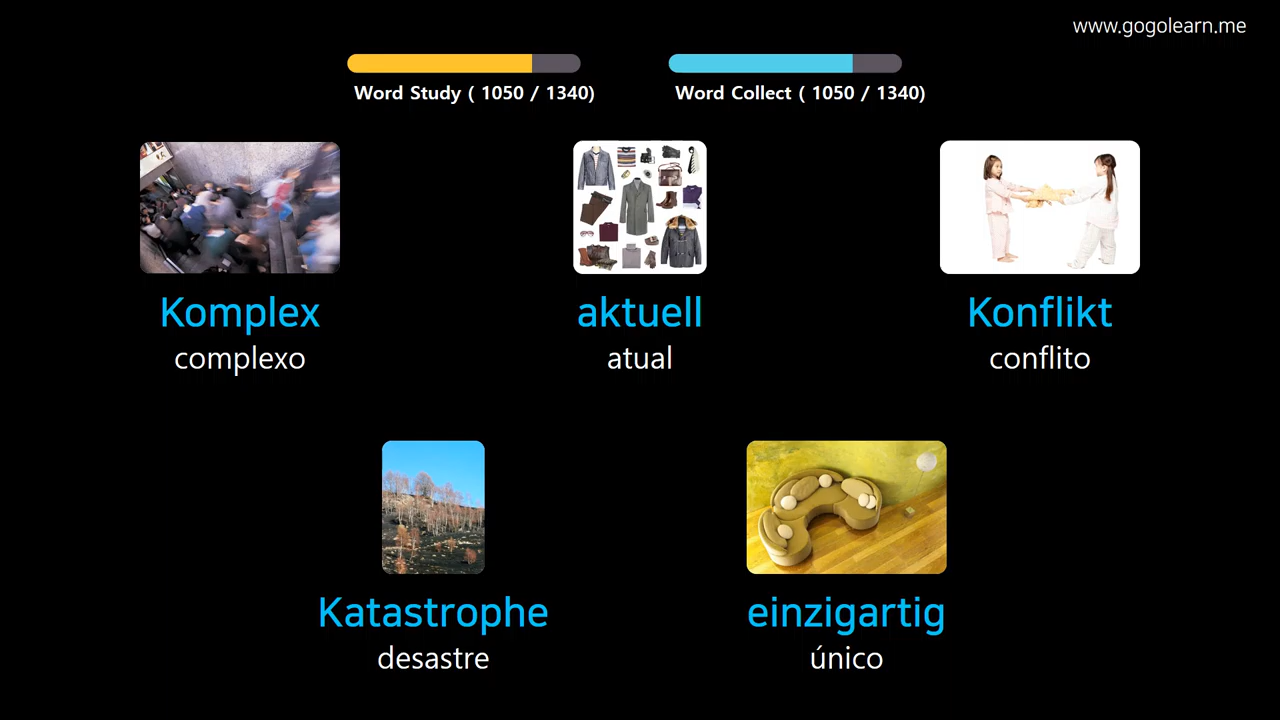 www.gogolearn.me
Word Study ( 1050 / 1340)
Word Collect ( 1050 / 1340)
Komplex
complexo
aktuell
atual
Konflikt
conflito
Katastrophe
desastre
einzigartig
único